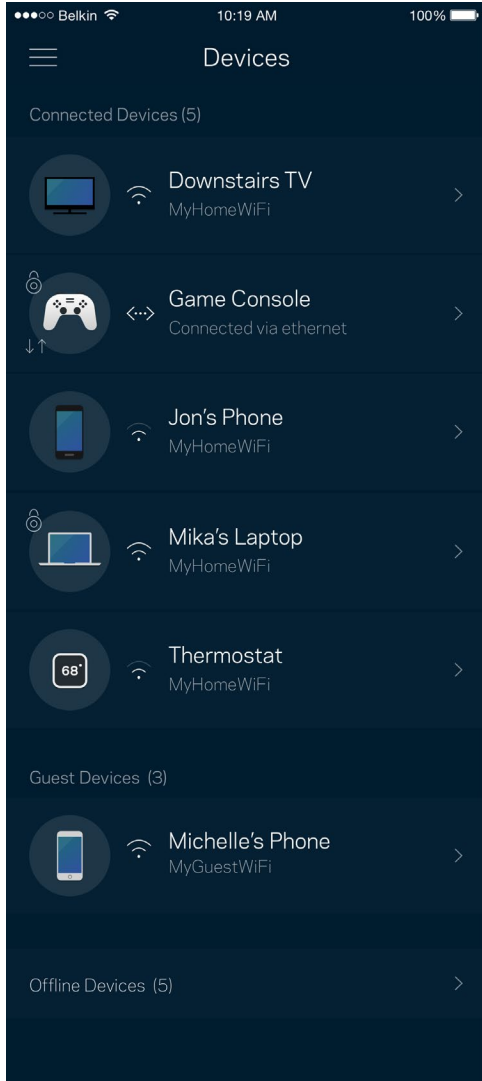 Belkin 10:19 AM 100%
Devices
Connected Devices (5)
Downstairs TV
MyHomeWiFi
Game Console
Connected via ethernet
Jon's Phone
MyHomeWiFi
Mika's Laptop
MyHomeWiFi
68°
Thermostat
MyHomeWiFi
Guest Devices (3)
Michelle's Phone
MyGuestWiFi
Offline Devices (5)